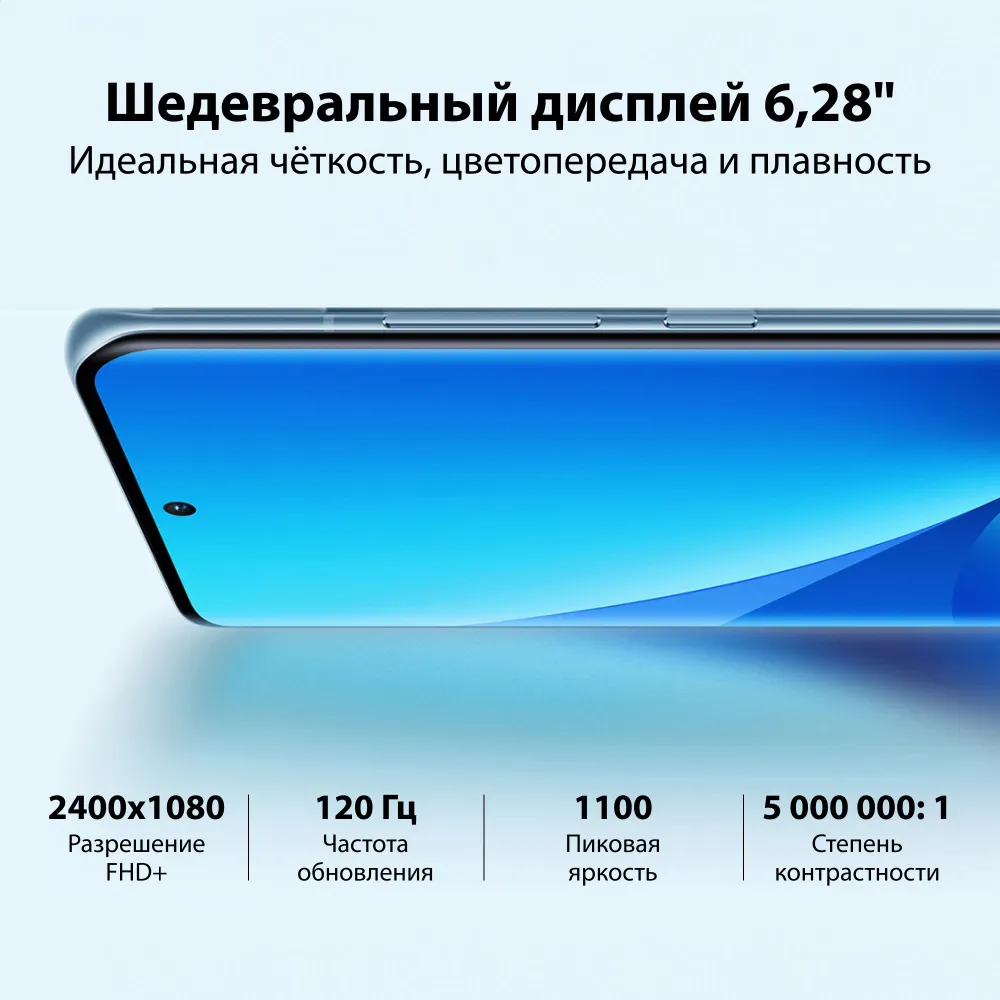 Шедевральный дисплей 6,28"
Идеальная чёткость, цветопередача и плавность
2400x1080
Разрешение
FHD+
120 Гц
Частота
обновления
1100
Пиковая
яркость
5 000 000: 1
Степень
контрастности